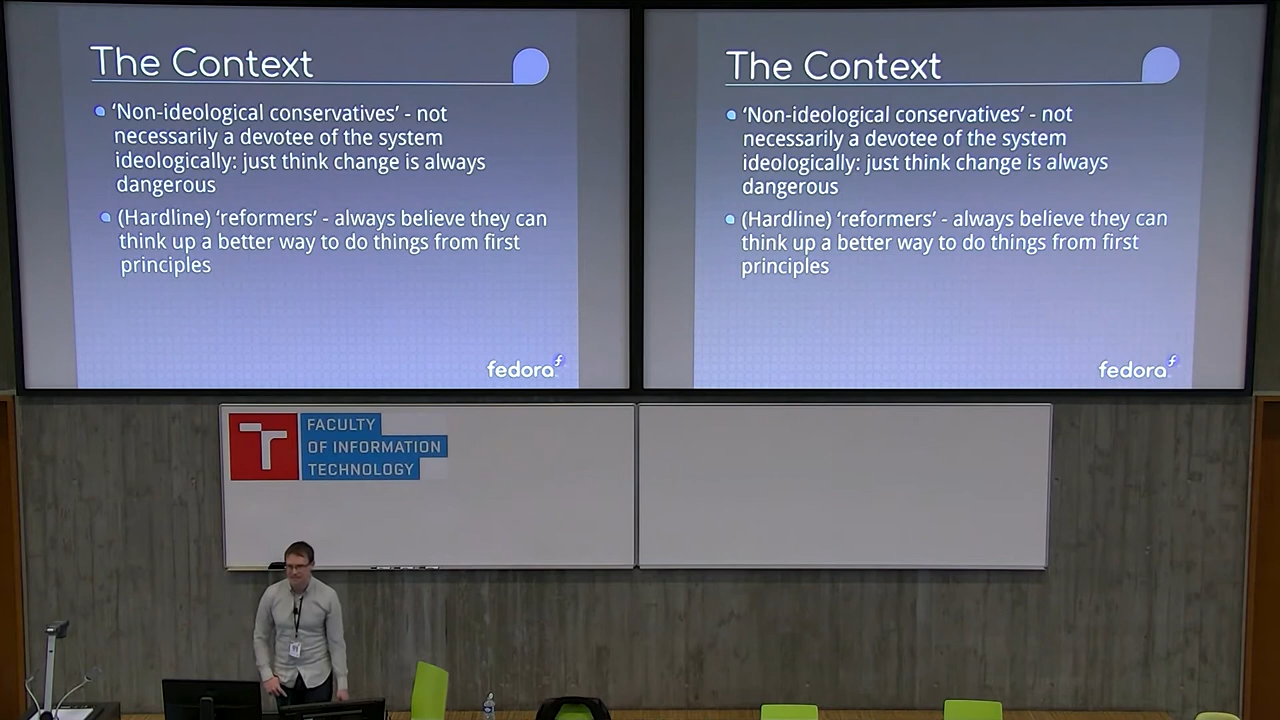 The Context
‘Non-ideological conservatives’ - not
necessarily a devotee of the system
ideologically: just think change is always
dangerous
(Hardline) ‘reformers’ - always believe they can
think up a better way to do things from first
principles
fedora
The Context
‘Non-ideological conservatives’ - not
necessarily a devotee of the system
ideologically: just think change is always
dangerous
(Hardline) ‘reformers’ - always believe they can
think up a better way to do things from first
principles
fedora
T
FACULTY
OF INFORMATION
TECHNOLOGY